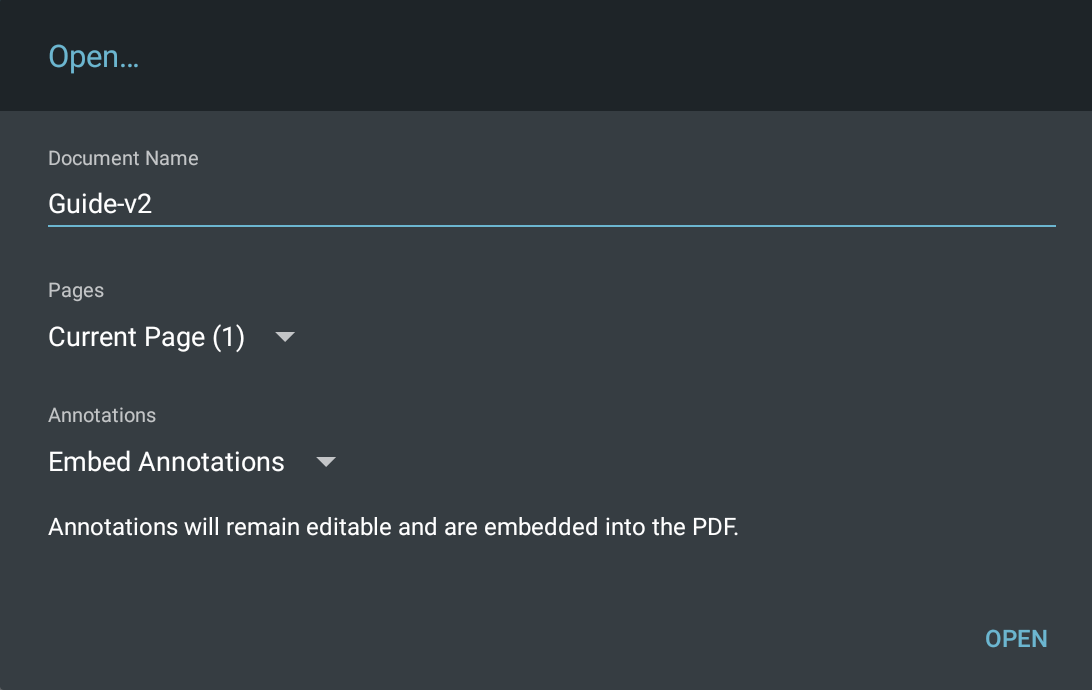 Open…
Document Name
Guide-v2
Pages
Current Page (1)
Annotations
Embed Annotations
Annotations will remain editable and are embedded into the PDF.
OPEN